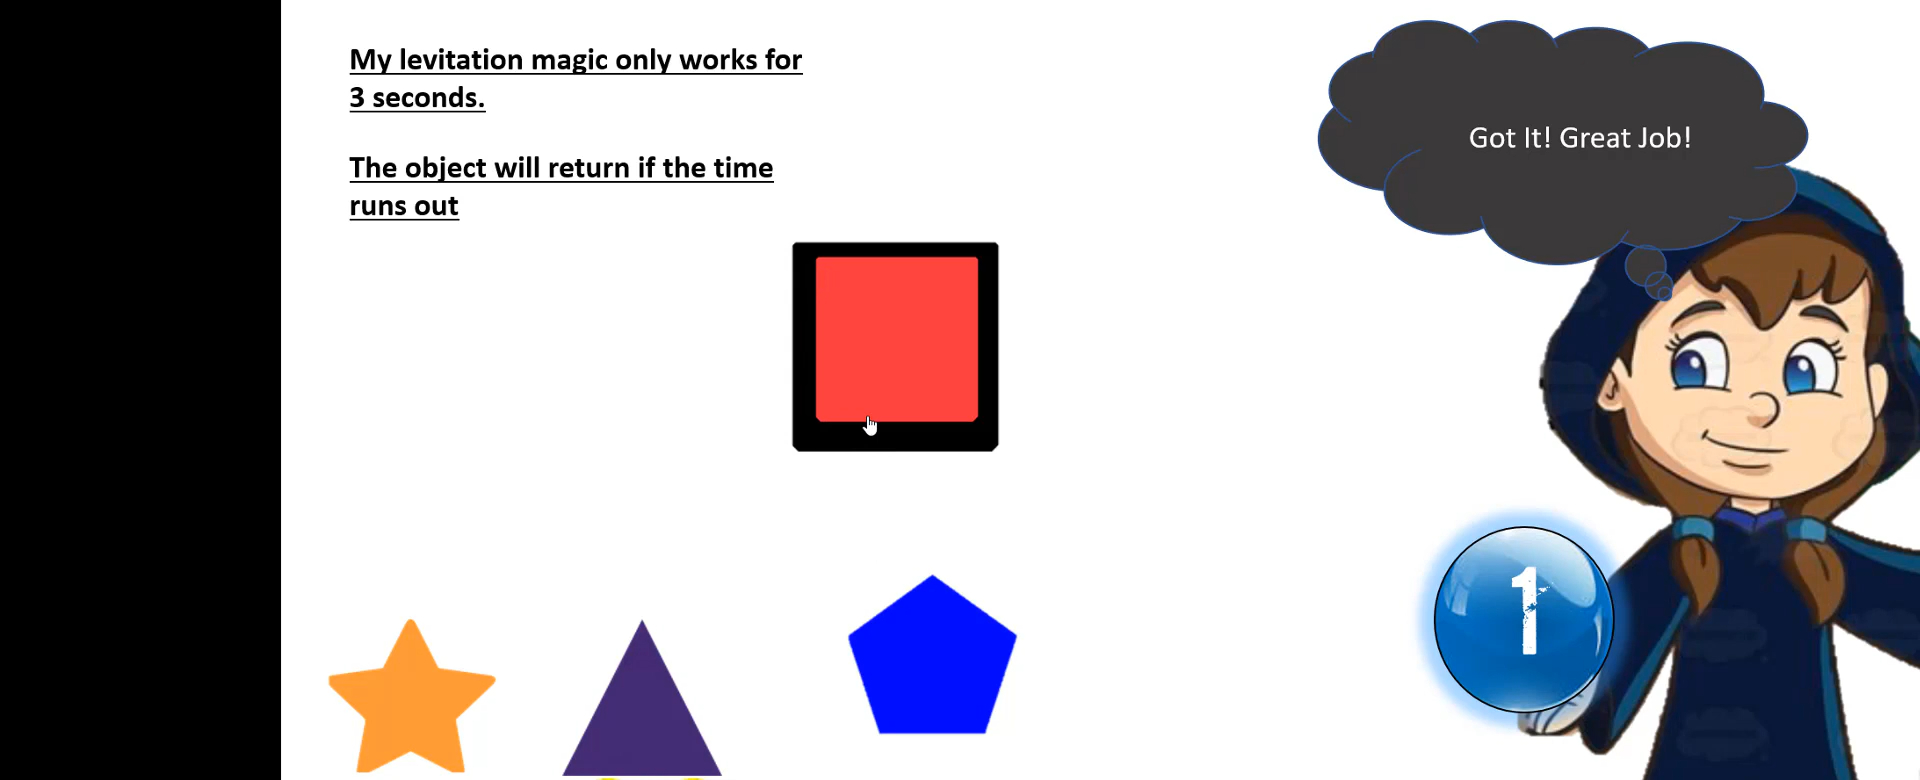 My levitation magic only works for
3 seconds.
The object will return if the time
runs out
Got It! Great Job!
1